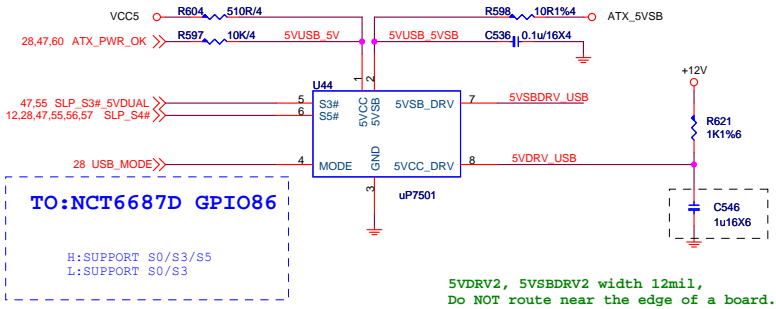 VCC5 R604 510R/4 R598 10R1%4 ATX_5VSB
28,47,60 ATX_PWR_OK R597 10K/4 5VUSB_5V 5VUSB_5VSB C536 0.1u/16X4
1 2
U44
+12V
47,55 SLP_S3#_5VDUAL 5 S3# 5VCC 5VSB 5VSB_DRV 7 5VSBDRV_USB
12,28,47,55,56,57 SLP_S4# 6 S5#
R621
1K1%6
28 USB_MODE 4 MODE GND 5VCC_DRV 8 5VDRV_USB
3
uP7501
TO:NCT6687D GPIO86
C546
1u16X6
H:SUPPORT S0/S3/S5
L:SUPPORT S0/S3
5VDRV2, 5VSBDRV2 width 12mil,
Do NOT route near the edge of a board.